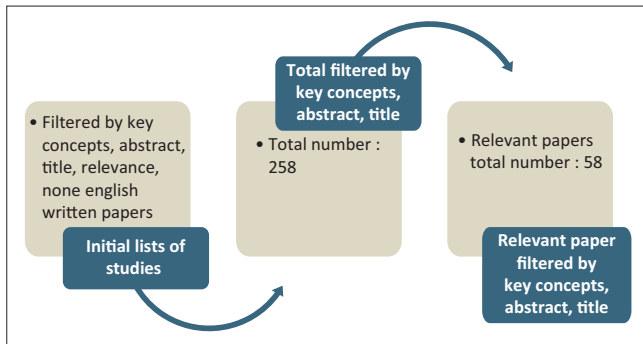 • Filtered by key
concepts, abstract,
title, relevance,
none english
written papers
Initial lists of
studies
Total filtered by
key concepts,
abstract, title
• Total number :
258
• Relevant papers
total number : 58
Relevant paper
filtered by
key concepts,
abstract, title